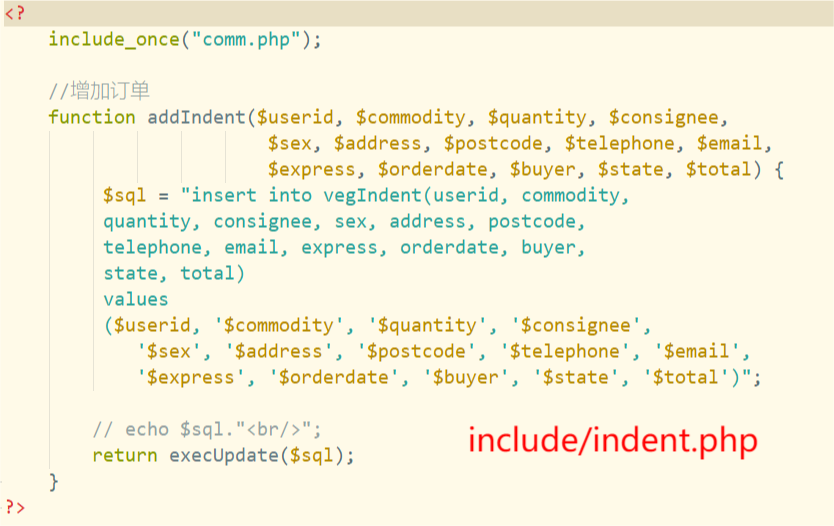 <?
include_once("comm.php");
//增加订单
function addIndent($userid, $commodity, $quantity, $consignee,
$sex, $address, $postcode, $telephone, $email,
$express, $orderdate, $buyer, $state, $total) {
$sql = "insert into vegIndent(userid, commodity,
quantity, consignee, sex, address, postcode,
telephone, email, express, orderdate, buyer,
state, total)
values
($userid, '$commodity', '$quantity', '$consignee',
'$sex', '$address', '$postcode', '$telephone', '$email',
'$express', '$orderdate', '$buyer', '$state', '$total')";
// echo $sql."<br/>";
include/indent.php
return execUpdate($sql);
}
?>